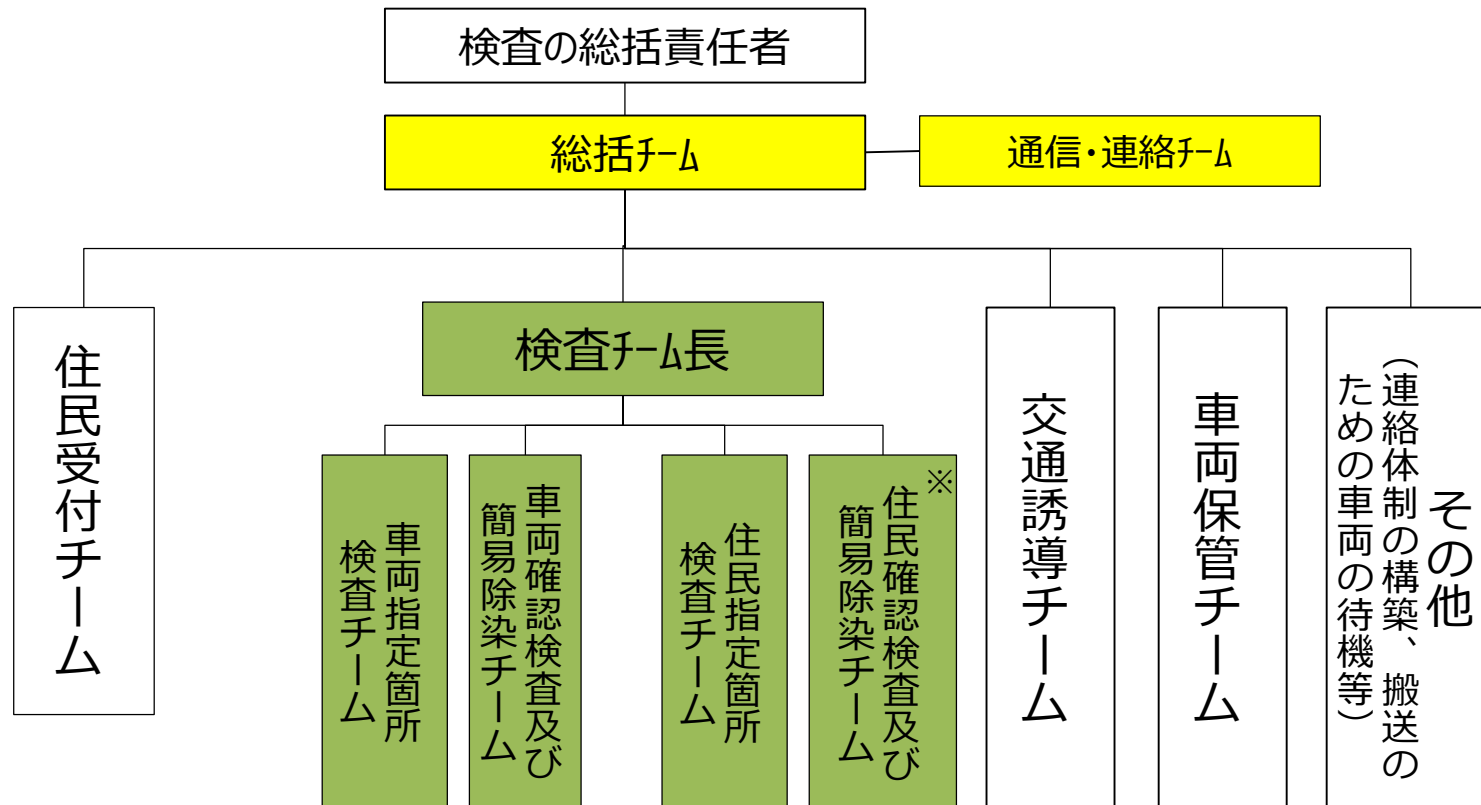 検査の総括責任者
総括ﾁｰﾑ
通信･連絡ﾁｰﾑ
住民受付チーム
検査ﾁｰﾑ長
車両指定箇所
検査チーム
車両確認検査及び
簡易除染チーム
住民指定箇所
検査チーム
※
住民確認検査及び
簡易除染チーム
交通誘導チーム
車両保管チーム
その他
（連絡体制の構築、搬送の
ための車両の待機等）